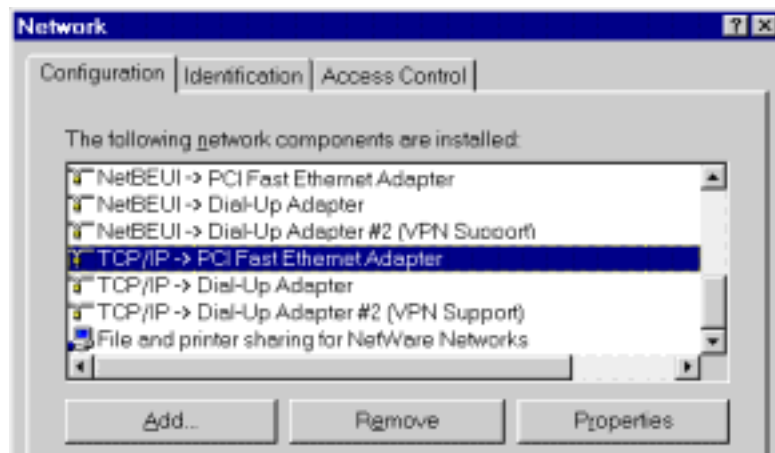 Network
Configuration Identification Access Control
The following network components are installed:
NetBEUI -> PCI Fast Ethernet Adapter
NetBEUI -> Dial-Up Adapter
NetBEUI -> Dial-Up Adapter #2 (VPN Support)
TCP/IP -> PCI Fast Ethernet Adapter
TCP/IP -> Dial-Up Adapter
TCP/IP -> Dial-Up Adapter #2 (VPN Support)
File and printer sharing for NetWare Networks
Add... Remove Properties